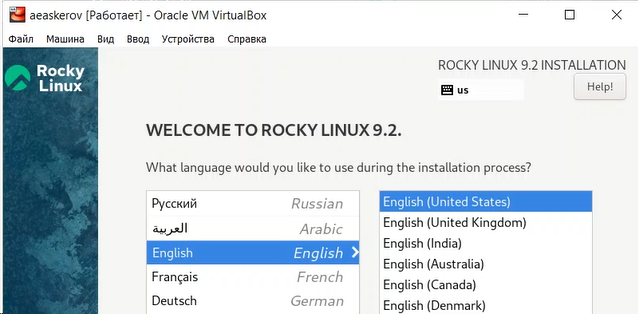 aeaskerov [Работает] - Oracle VM VirtualBox
Файл Машина Вид Ввод Устройства Справка
Rocky
Linux
ROCKY LINUX 9.2 INSTALLATION
us
Help!
WELCOME TO ROCKY LINUX 9.2.
What language would you like to use during the installation process?
Русский Russian
العربية Arabic
English English
Français French
Deutsch German
English (United States)
English (United Kingdom)
English (India)
English (Australia)
English (Canada)
English (Denmark)